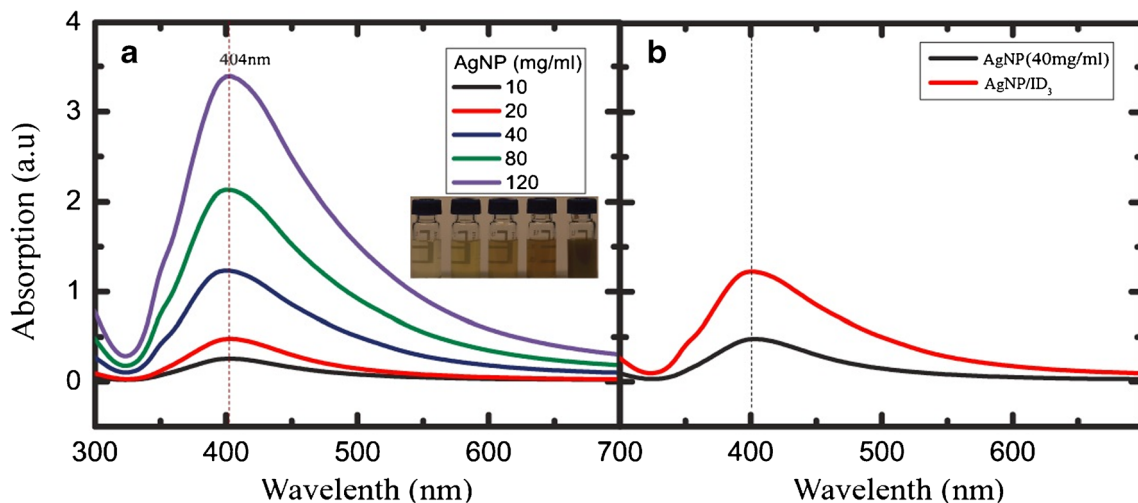 a
404nm
AgNP (mg/ml)
10
20
40
80
120
b
AgNP(40mg/ml)
AgNP/ID₃
4
3
2
1
0
Absorption (a.u)
300
400
500
600
700
400
500
600
Wavelenth (nm)
Wavelenth (nm)